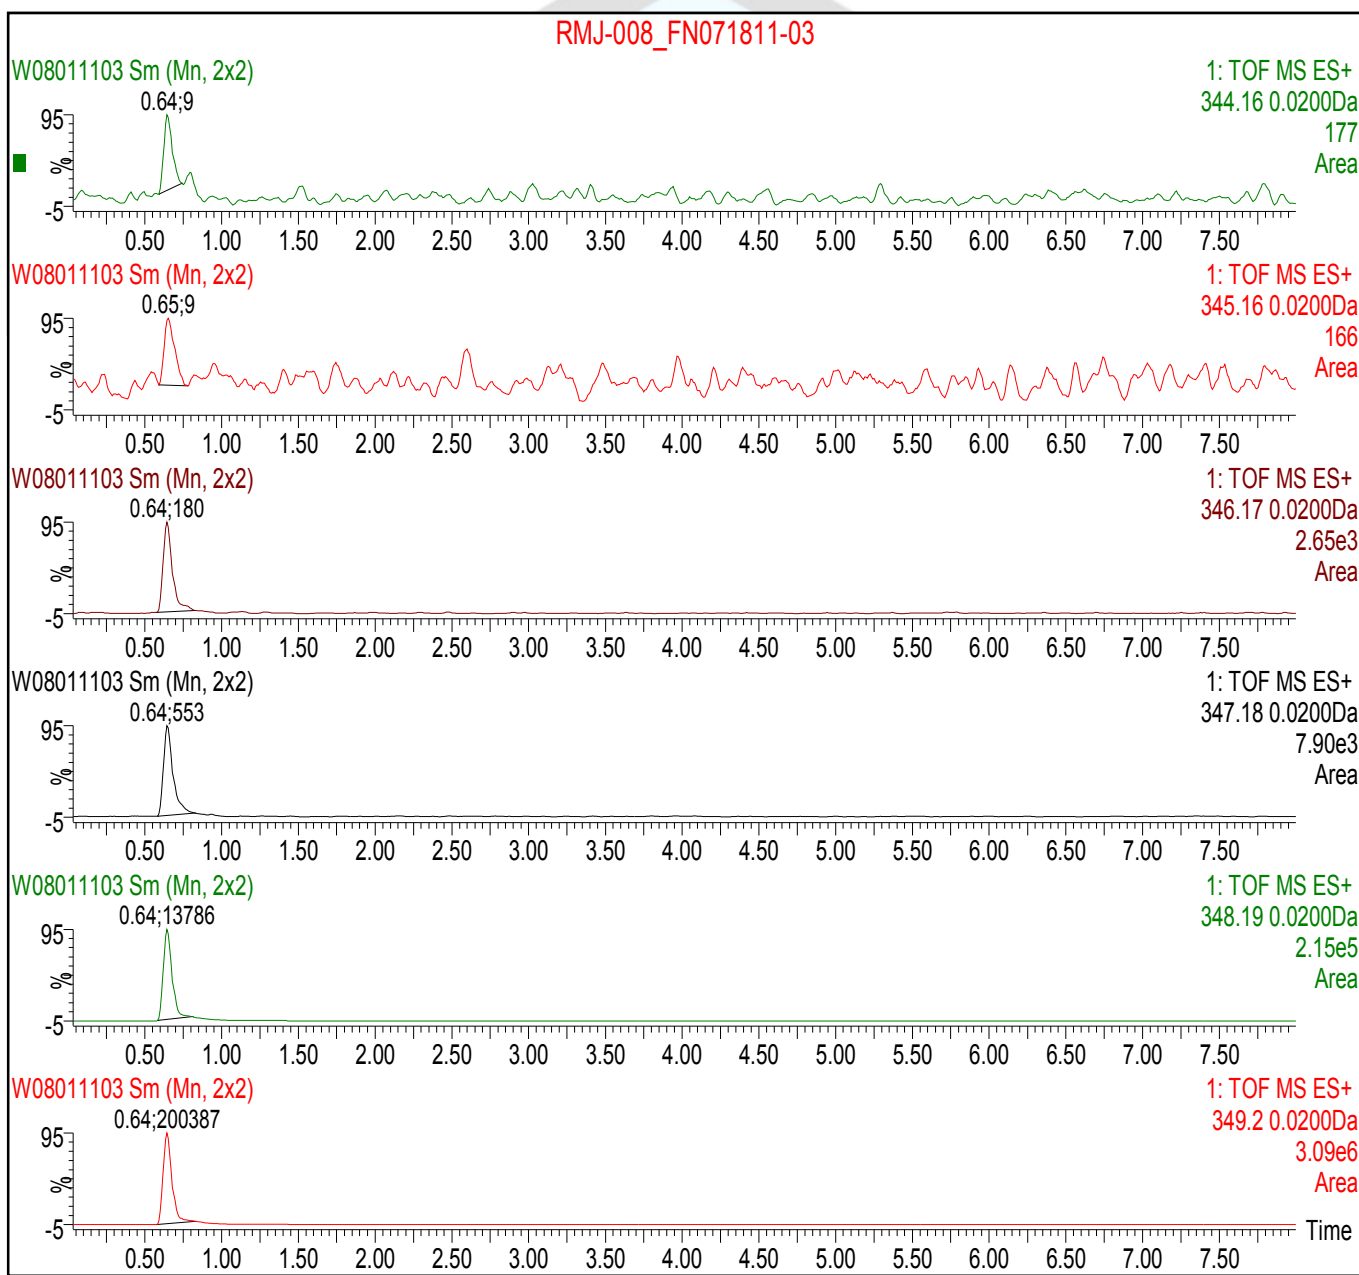 RMJ-008_FN071811-03
W08011103 Sm (Mn, 2x2)
1: TOF MS ES+
344.16 0.0200Da
177
Area
0.64;9
95
%
-5
0.50 1.00 1.50 2.00 2.50 3.00 3.50 4.00 4.50 5.00 5.50 6.00 6.50 7.00 7.50
W08011103 Sm (Mn, 2x2)
1: TOF MS ES+
345.16 0.0200Da
166
Area
0.65;9
95
%
-5
0.50 1.00 1.50 2.00 2.50 3.00 3.50 4.00 4.50 5.00 5.50 6.00 6.50 7.00 7.50
W08011103 Sm (Mn, 2x2)
1: TOF MS ES+
346.17 0.0200Da
2.65e3
Area
0.64;180
95
%
-5
0.50 1.00 1.50 2.00 2.50 3.00 3.50 4.00 4.50 5.00 5.50 6.00 6.50 7.00 7.50
W08011103 Sm (Mn, 2x2)
1: TOF MS ES+
347.18 0.0200Da
7.90e3
Area
0.64;553
95
%
-5
0.50 1.00 1.50 2.00 2.50 3.00 3.50 4.00 4.50 5.00 5.50 6.00 6.50 7.00 7.50
W08011103 Sm (Mn, 2x2)
1: TOF MS ES+
348.19 0.0200Da
2.15e5
Area
0.64;13786
95
%
-5
0.50 1.00 1.50 2.00 2.50 3.00 3.50 4.00 4.50 5.00 5.50 6.00 6.50 7.00 7.50
W08011103 Sm (Mn, 2x2)
1: TOF MS ES+
349.2 0.0200Da
3.09e6
Area
0.64;200387
95
%
-5
Time
0.50 1.00 1.50 2.00 2.50 3.00 3.50 4.00 4.50 5.00 5.50 6.00 6.50 7.00 7.50